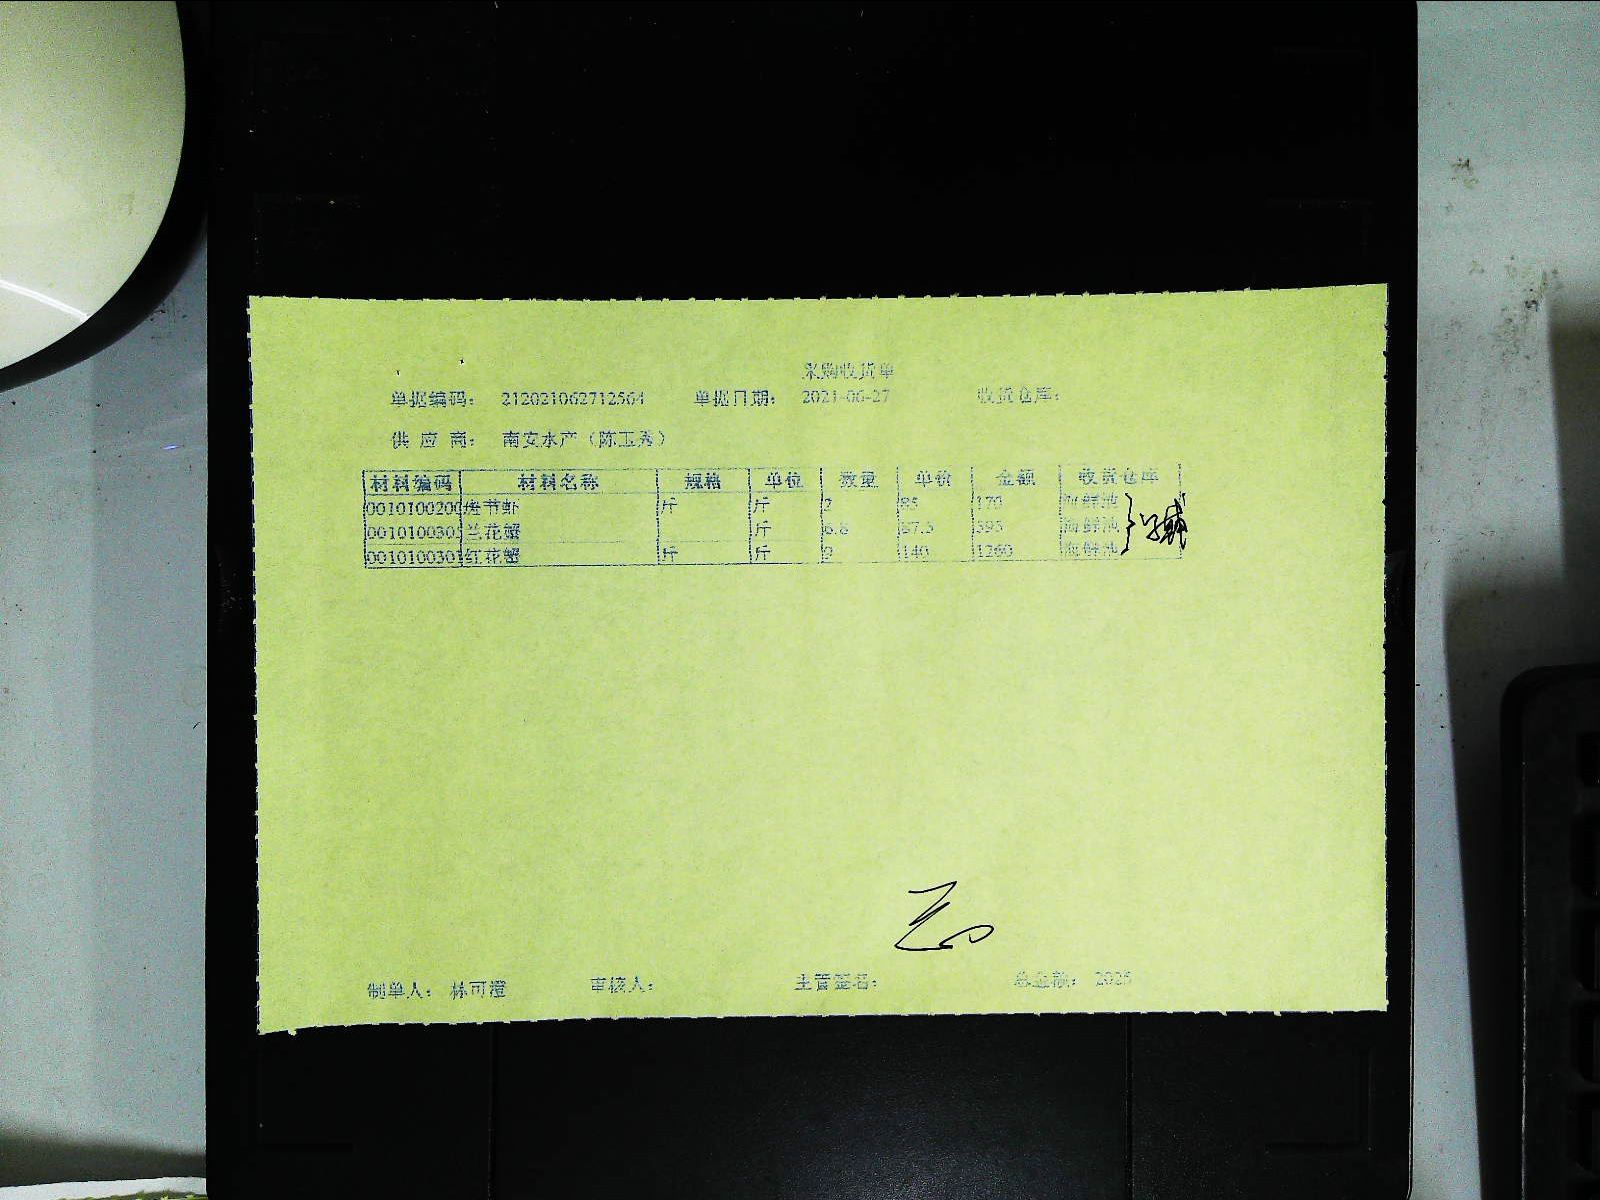 采购收货单
单据编码： 212021062712564 单据日期： 2021-06-27 收货仓库：
供 应 商： 南安水产（陈玉秀）
材料编码 材料名称 规格 单位 数量 单价 金额 收货仓库
0010100200 节虾 斤 斤 2 85 170 海鲜池
001010030 兰花蟹 斤 6.8 87.5 595 海鲜池
001010030 红花蟹 斤 斤 9 140 1260 海鲜池
制单人： 林可澄 审核人： 主管签名： 总金额： 2025